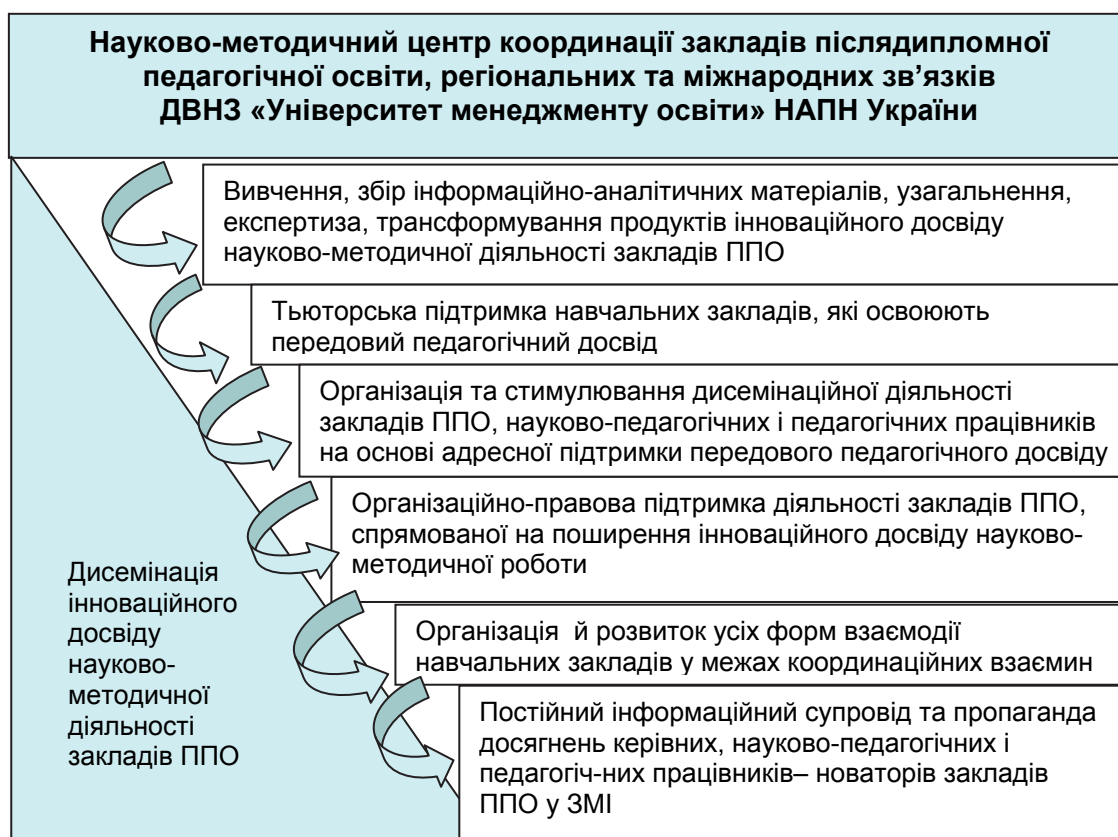 Науково-методичний центр координації закладів післядипломної
педагогічної освіти, регіональних та міжнародних зв’язків
ДВНЗ «Університет менеджменту освіти» НАПН України
Вивчення, збір інформаційно-аналітичних матеріалів, узагальнення,
експертиза, трансформування продуктів інноваційного досвіду
науково-методичної діяльності закладів ППО
Тьюторська підтримка навчальних закладів, які освоюють
передовий педагогічний досвід
Організація та стимулювання дисемінаційної діяльності
закладів ППО, науково-педагогічних і педагогічних працівників
на основі адресної підтримки передового педагогічного досвіду
Організаційно-правова підтримка діяльності закладів ППО,
спрямованої на поширення інноваційного досвіду науково-
методичної роботи
Організація й розвиток усіх форм взаємодії
навчальних закладів у межах координаційних взаємин
Постійний інформаційний супровід та пропаганда
досягнень керівних, науково-педагогічних і
педагогіч-них працівників– новаторів закладів
ППО у ЗМІ
Дисемінація
інноваційного
досвіду
науково-
методичної
діяльності
закладів ППО